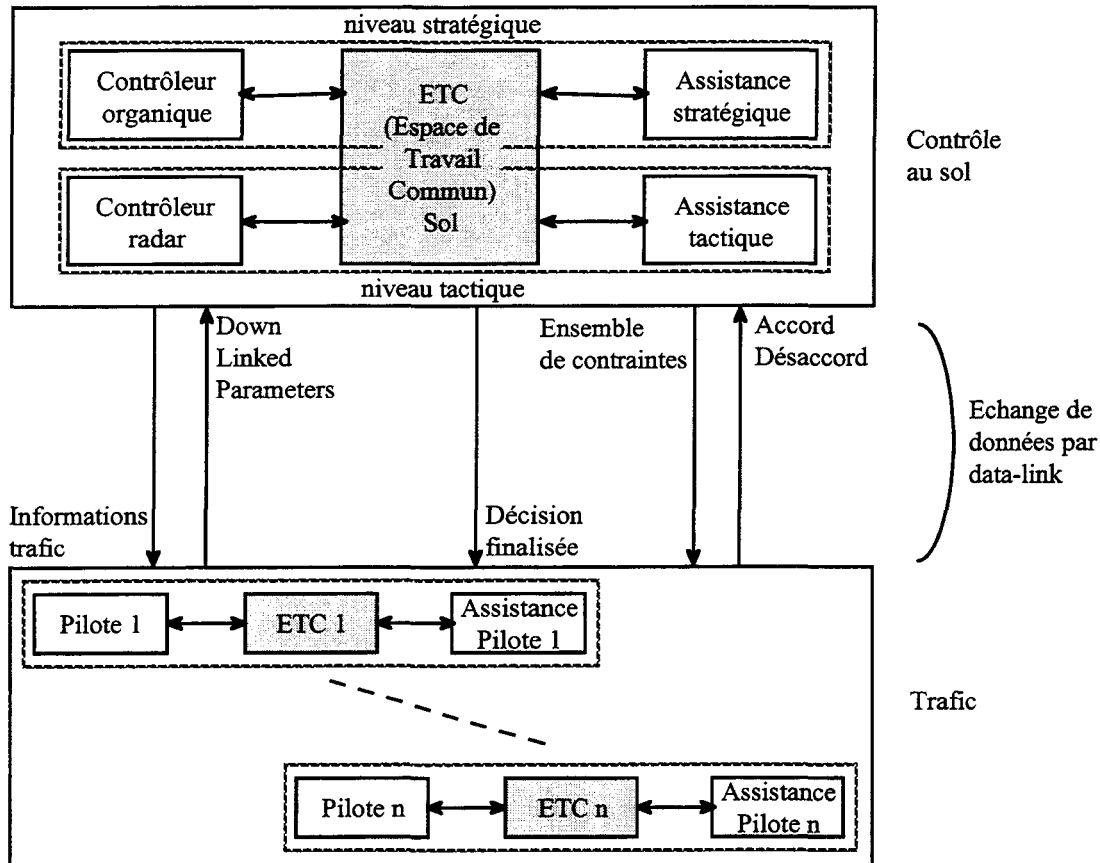 niveau stratégique
Contrôleur
organique
ETC
(Espace de
Travail
Commun)
Sol
Assistance
stratégique
Contrôleur
radar
Assistance
tactique
niveau tactique
Contrôle
au sol
Down
Linked
Parameters
Ensemble
de contraintes
Accord
Désaccord
Echange de
données par
data-link
Informations
trafic
Décision
finalisée
Pilote 1
ETC 1
Assistance
Pilote 1
Trafic
Pilote n
ETC n
Assistance
Pilote n